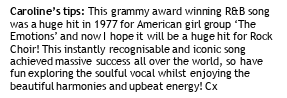 Caroline's tips: This grammy award winning R&B song
was a huge hit in 1977 for American girl group 'The
Emotions' and now I hope it will be a huge hit for Rock
Choir! This instantly recognisable and iconic song
achieved massive success all over the world, so have
fun exploring the soulful vocal whilst enjoying the
beautiful harmonies and upbeat energy! Cx